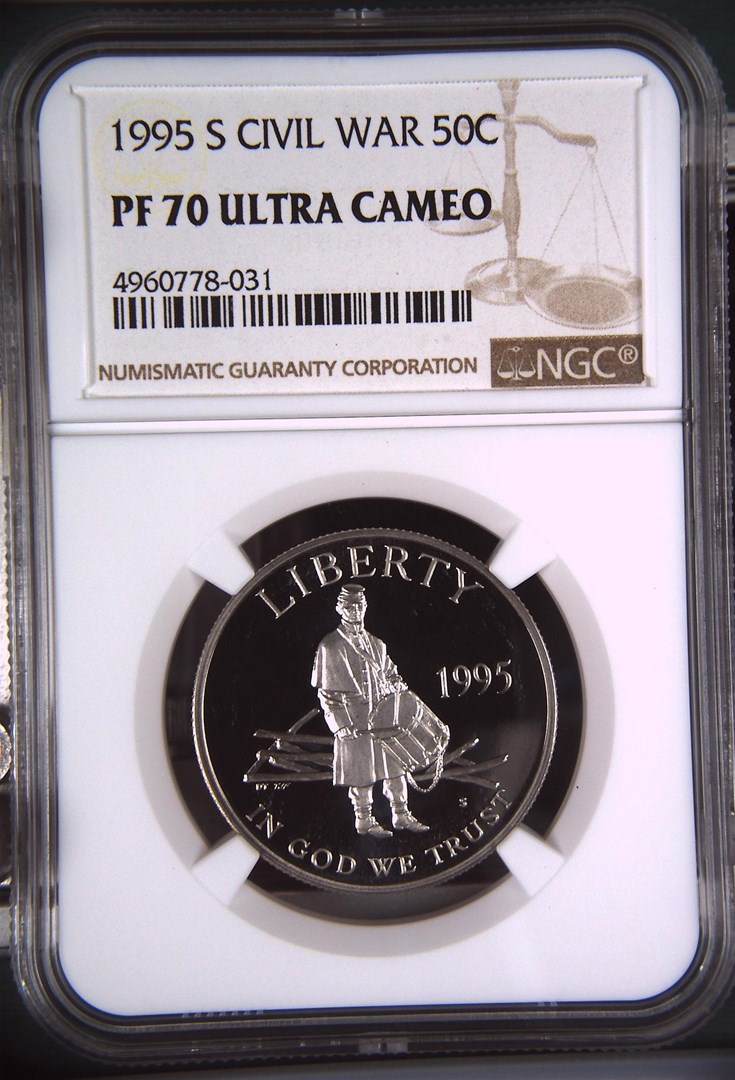 1995 S CIVIL WAR 50C
PF 70 ULTRA CAMEO
4960778-031
NUMISMATIC GUARANTY CORPORATION
NGC®
LIBERTY
1995
S
IN GOD WE TRUST